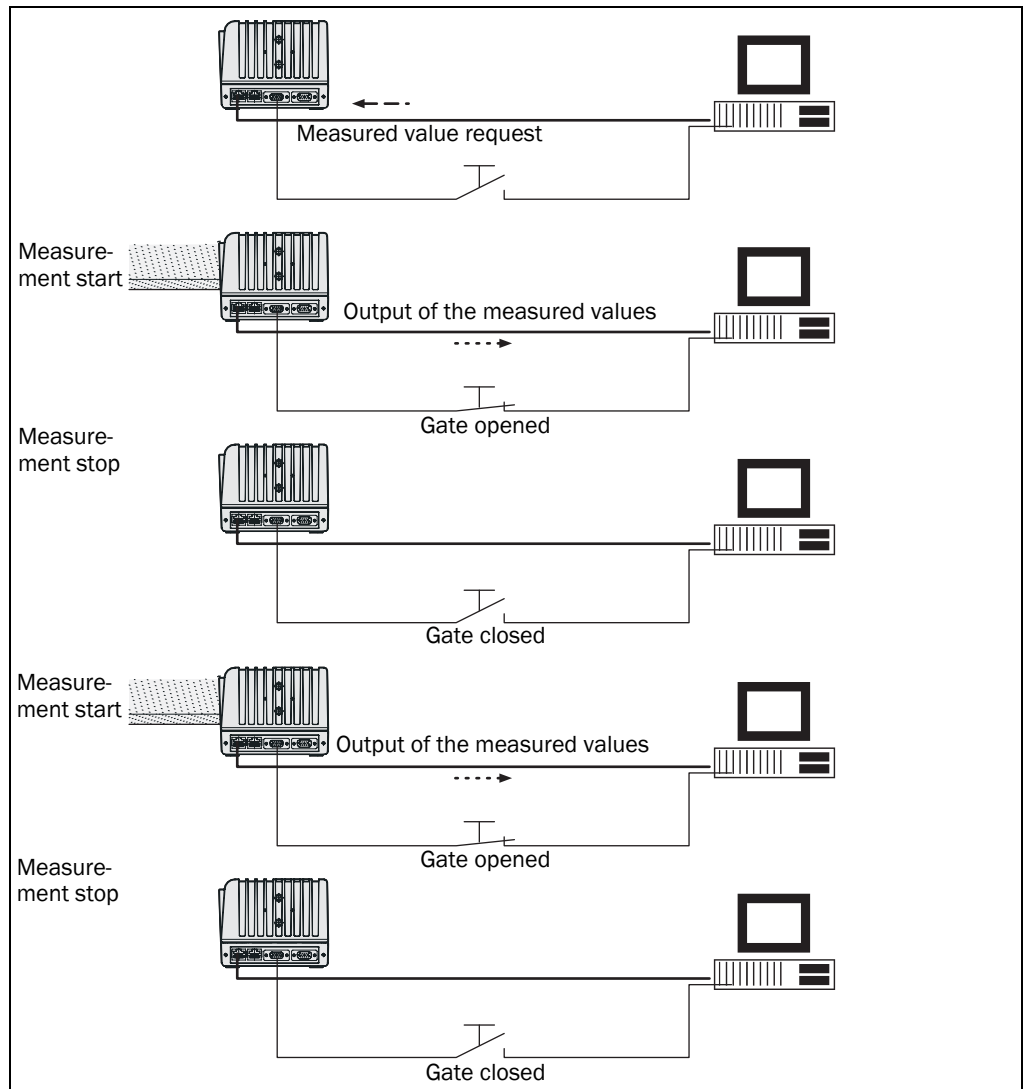 Measured value request
Measure-
ment start
Output of the measured values
Gate opened
Measure-
ment stop
Gate closed
Measure-
ment start
Output of the measured values
Gate opened
Measure-
ment stop
Gate closed